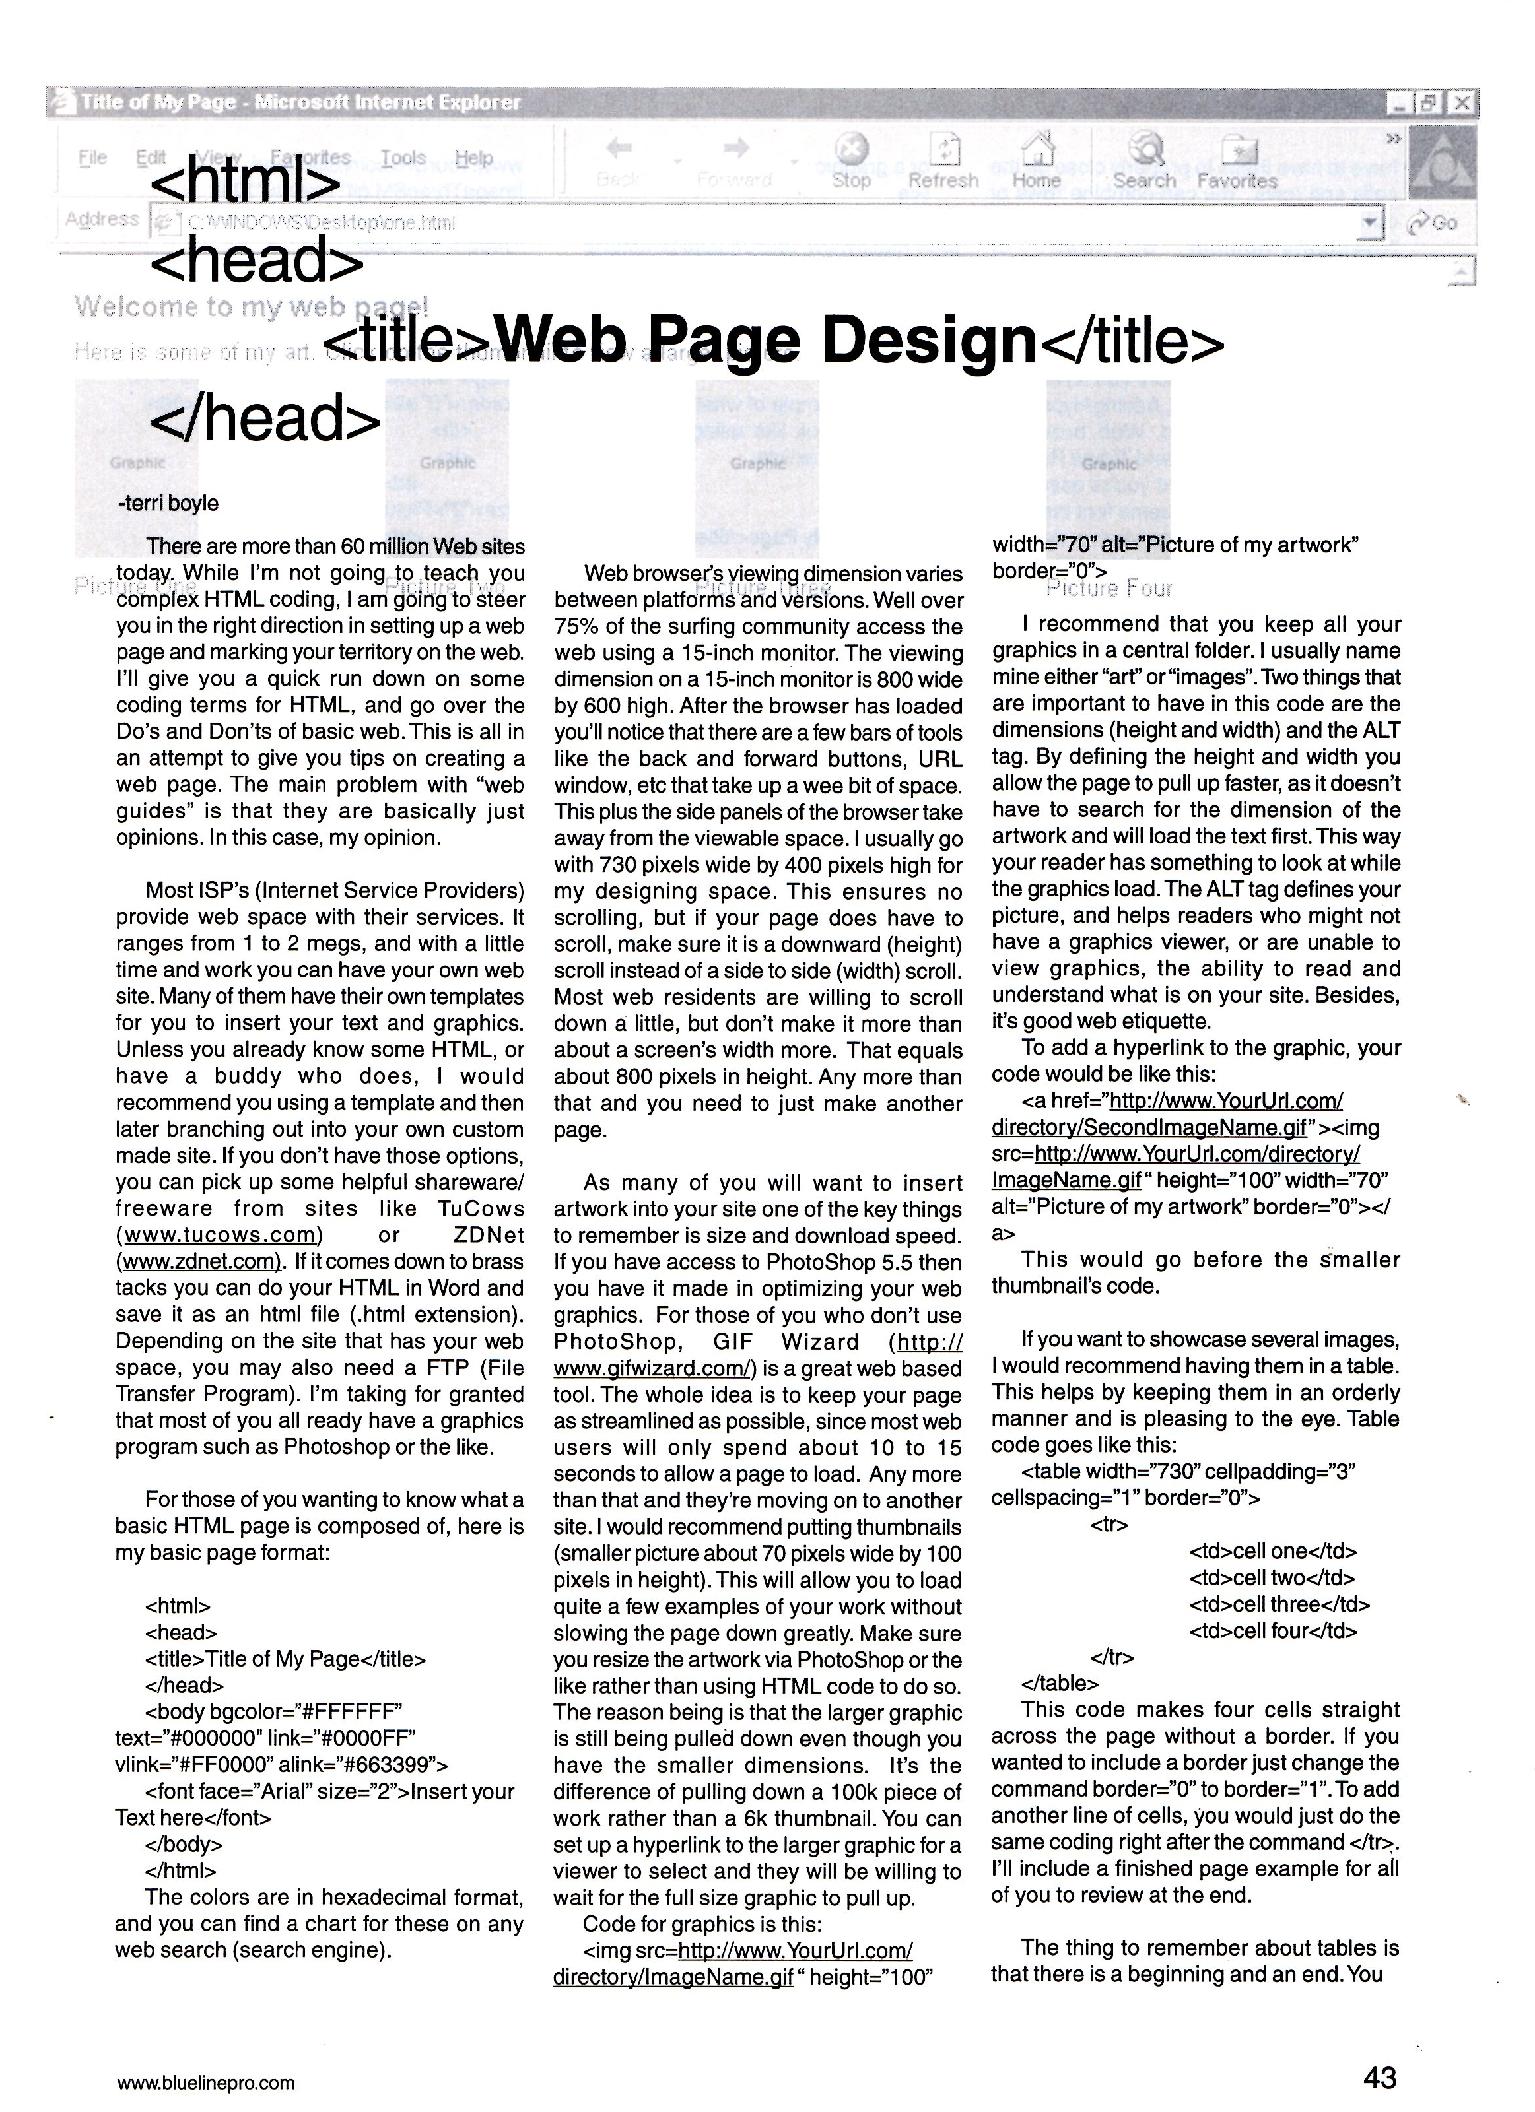 Title of My Page - Microsoft Internet Explorer
File Edit View Favorites Tools Help
Back Forward Stop Refresh Home Search Favorites
Address C:\WINDOWS\Desktop\one.html Go
<html>
<head>
Welcome to my web page!
Here is some of my art.
<title>Web Page Design</title>
</head>
Graphic Graphic Graphic Graphic
Picture One Picture Two Picture Three Picture Four
-terri boyle
There are more than 60 million Web sites
today. While I'm not going to teach you
complex HTML coding, I am going to steer
you in the right direction in setting up a web
page and marking your territory on the web.
I'll give you a quick run down on some
coding terms for HTML, and go over the
Do's and Don'ts of basic web. This is all in
an attempt to give you tips on creating a
web page. The main problem with "web
guides" is that they are basically just
opinions. In this case, my opinion.
Most ISP's (Internet Service Providers)
provide web space with their services. It
ranges from 1 to 2 megs, and with a little
time and work you can have your own web
site. Many of them have their own templates
for you to insert your text and graphics.
Unless you already know some HTML, or
have a buddy who does, I would
recommend you using a template and then
later branching out into your own custom
made site. If you don't have those options,
you can pick up some helpful shareware/
freeware from sites like TuCows
(www.tucows.com) or ZDNet
(www.zdnet.com). If it comes down to brass
tacks you can do your HTML in Word and
save it as an html file (.html extension).
Depending on the site that has your web
space, you may also need a FTP (File
Transfer Program). I'm taking for granted
that most of you all ready have a graphics
program such as Photoshop or the like.
For those of you wanting to know what a
basic HTML page is composed of, here is
my basic page format:
<html>
<head>
<title>Title of My Page</title>
</head>
<body bgcolor="#FFFFFF"
text="#000000" link="#0000FF"
vlink="#FF0000" alink="#663399">
<font face="Arial" size="2">Insert your
Text here</font>
</body>
</html>
The colors are in hexadecimal format,
and you can find a chart for these on any
web search (search engine).
Web browser's viewing dimension varies
between platforms and versions. Well over
75% of the surfing community access the
web using a 15-inch monitor. The viewing
dimension on a 15-inch monitor is 800 wide
by 600 high. After the browser has loaded
you'll notice that there are a few bars of tools
like the back and forward buttons, URL
window, etc that take up a wee bit of space.
This plus the side panels of the browser take
away from the viewable space. I usually go
with 730 pixels wide by 400 pixels high for
my designing space. This ensures no
scrolling, but if your page does have to
scroll, make sure it is a downward (height)
scroll instead of a side to side (width) scroll.
Most web residents are willing to scroll
down a little, but don't make it more than
about a screen's width more. That equals
about 800 pixels in height. Any more than
that and you need to just make another
page.
As many of you will want to insert
artwork into your site one of the key things
to remember is size and download speed.
If you have access to PhotoShop 5.5 then
you have it made in optimizing your web
graphics. For those of you who don't use
PhotoShop, GIF Wizard (http://
www.gifwizard.com/) is a great web based
tool. The whole idea is to keep your page
as streamlined as possible, since most web
users will only spend about 10 to 15
seconds to allow a page to load. Any more
than that and they're moving on to another
site. I would recommend putting thumbnails
(smaller picture about 70 pixels wide by 100
pixels in height). This will allow you to load
quite a few examples of your work without
slowing the page down greatly. Make sure
you resize the artwork via PhotoShop or the
like rather than using HTML code to do so.
The reason being is that the larger graphic
is still being pulled down even though you
have the smaller dimensions. It's the
difference of pulling down a 100k piece of
work rather than a 6k thumbnail. You can
set up a hyperlink to the larger graphic for a
viewer to select and they will be willing to
wait for the full size graphic to pull up.
Code for graphics is this:
<img src=http://www.YourUrl.com/
directory/ImageName.gif" height="100"
width="70" alt="Picture of my artwork"
border="0">
I recommend that you keep all your
graphics in a central folder. I usually name
mine either "art" or "images". Two things that
are important to have in this code are the
dimensions (height and width) and the ALT
tag. By defining the height and width you
allow the page to pull up faster, as it doesn't
have to search for the dimension of the
artwork and will load the text first. This way
your reader has something to look at while
the graphics load. The ALT tag defines your
picture, and helps readers who might not
have a graphics viewer, or are unable to
view graphics, the ability to read and
understand what is on your site. Besides,
it's good web etiquette.
To add a hyperlink to the graphic, your
code would be like this:
<a href="http://www.YourUrl.com/
directory/SecondImageName.gif"><img
src=http://www.YourUrl.com/directory/
ImageName.gif" height="100" width="70"
alt="Picture of my artwork" border="0"></
a>
This would go before the smaller
thumbnail's code.
If you want to showcase several images,
I would recommend having them in a table.
This helps by keeping them in an orderly
manner and is pleasing to the eye. Table
code goes like this:
<table width="730" cellpadding="3"
cellspacing="1" border="0">
<tr>
<td>cell one</td>
<td>cell two</td>
<td>cell three</td>
<td>cell four</td>
</tr>
</table>
This code makes four cells straight
across the page without a border. If you
wanted to include a border just change the
command border="0" to border="1". To add
another line of cells, you would just do the
same coding right after the command </tr>.
I'll include a finished page example for all
of you to review at the end.
The thing to remember about tables is
that there is a beginning and an end. You
www.bluelinepro.com
43